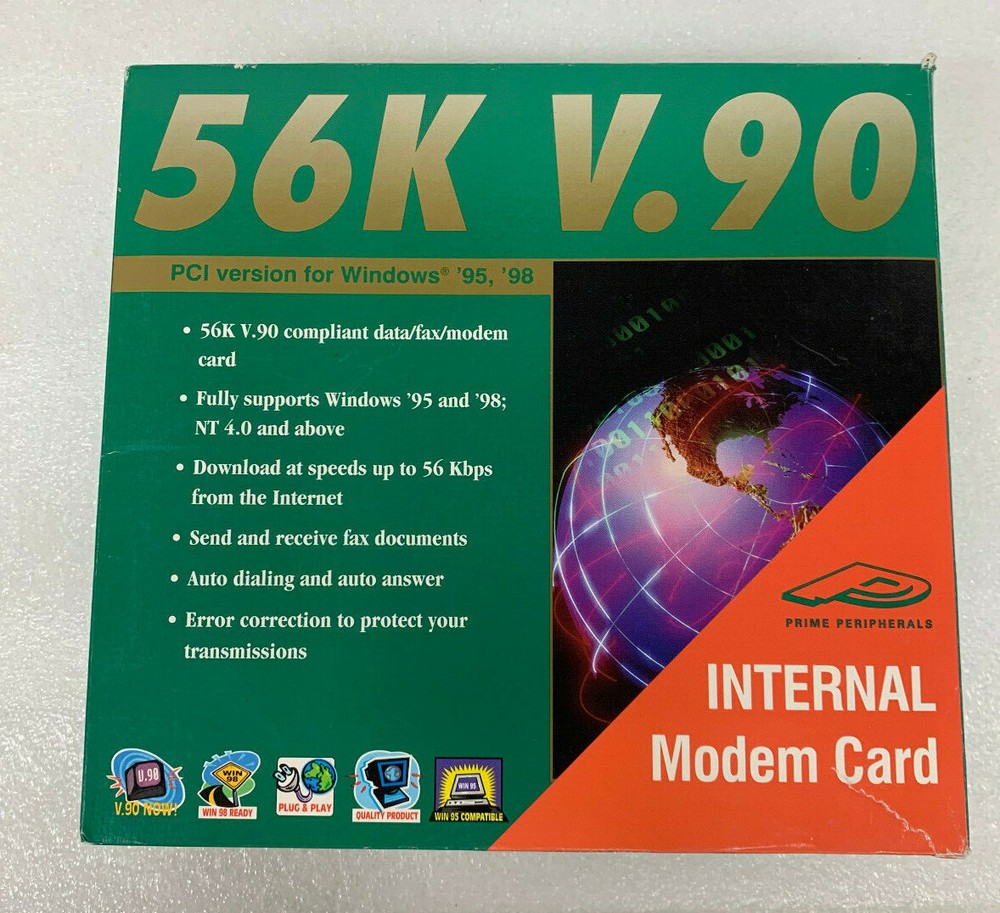 56K V.90
PCI version for Windows® '95, '98
• 56K V.90 compliant data/fax/modem
card
• Fully supports Windows '95 and '98;
NT 4.0 and above
• Download at speeds up to 56 Kbps
from the Internet
• Send and receive fax documents
• Auto dialing and auto answer
• Error correction to protect your
transmissions
PRIME PERIPHERALS
INTERNAL
Modem Card
V.90
V.90 NOW!
WIN
98
WIN 98 READY
PLUG & PLAY
QUALITY PRODUCT
WIN 95
WIN 95 COMPATIBLE